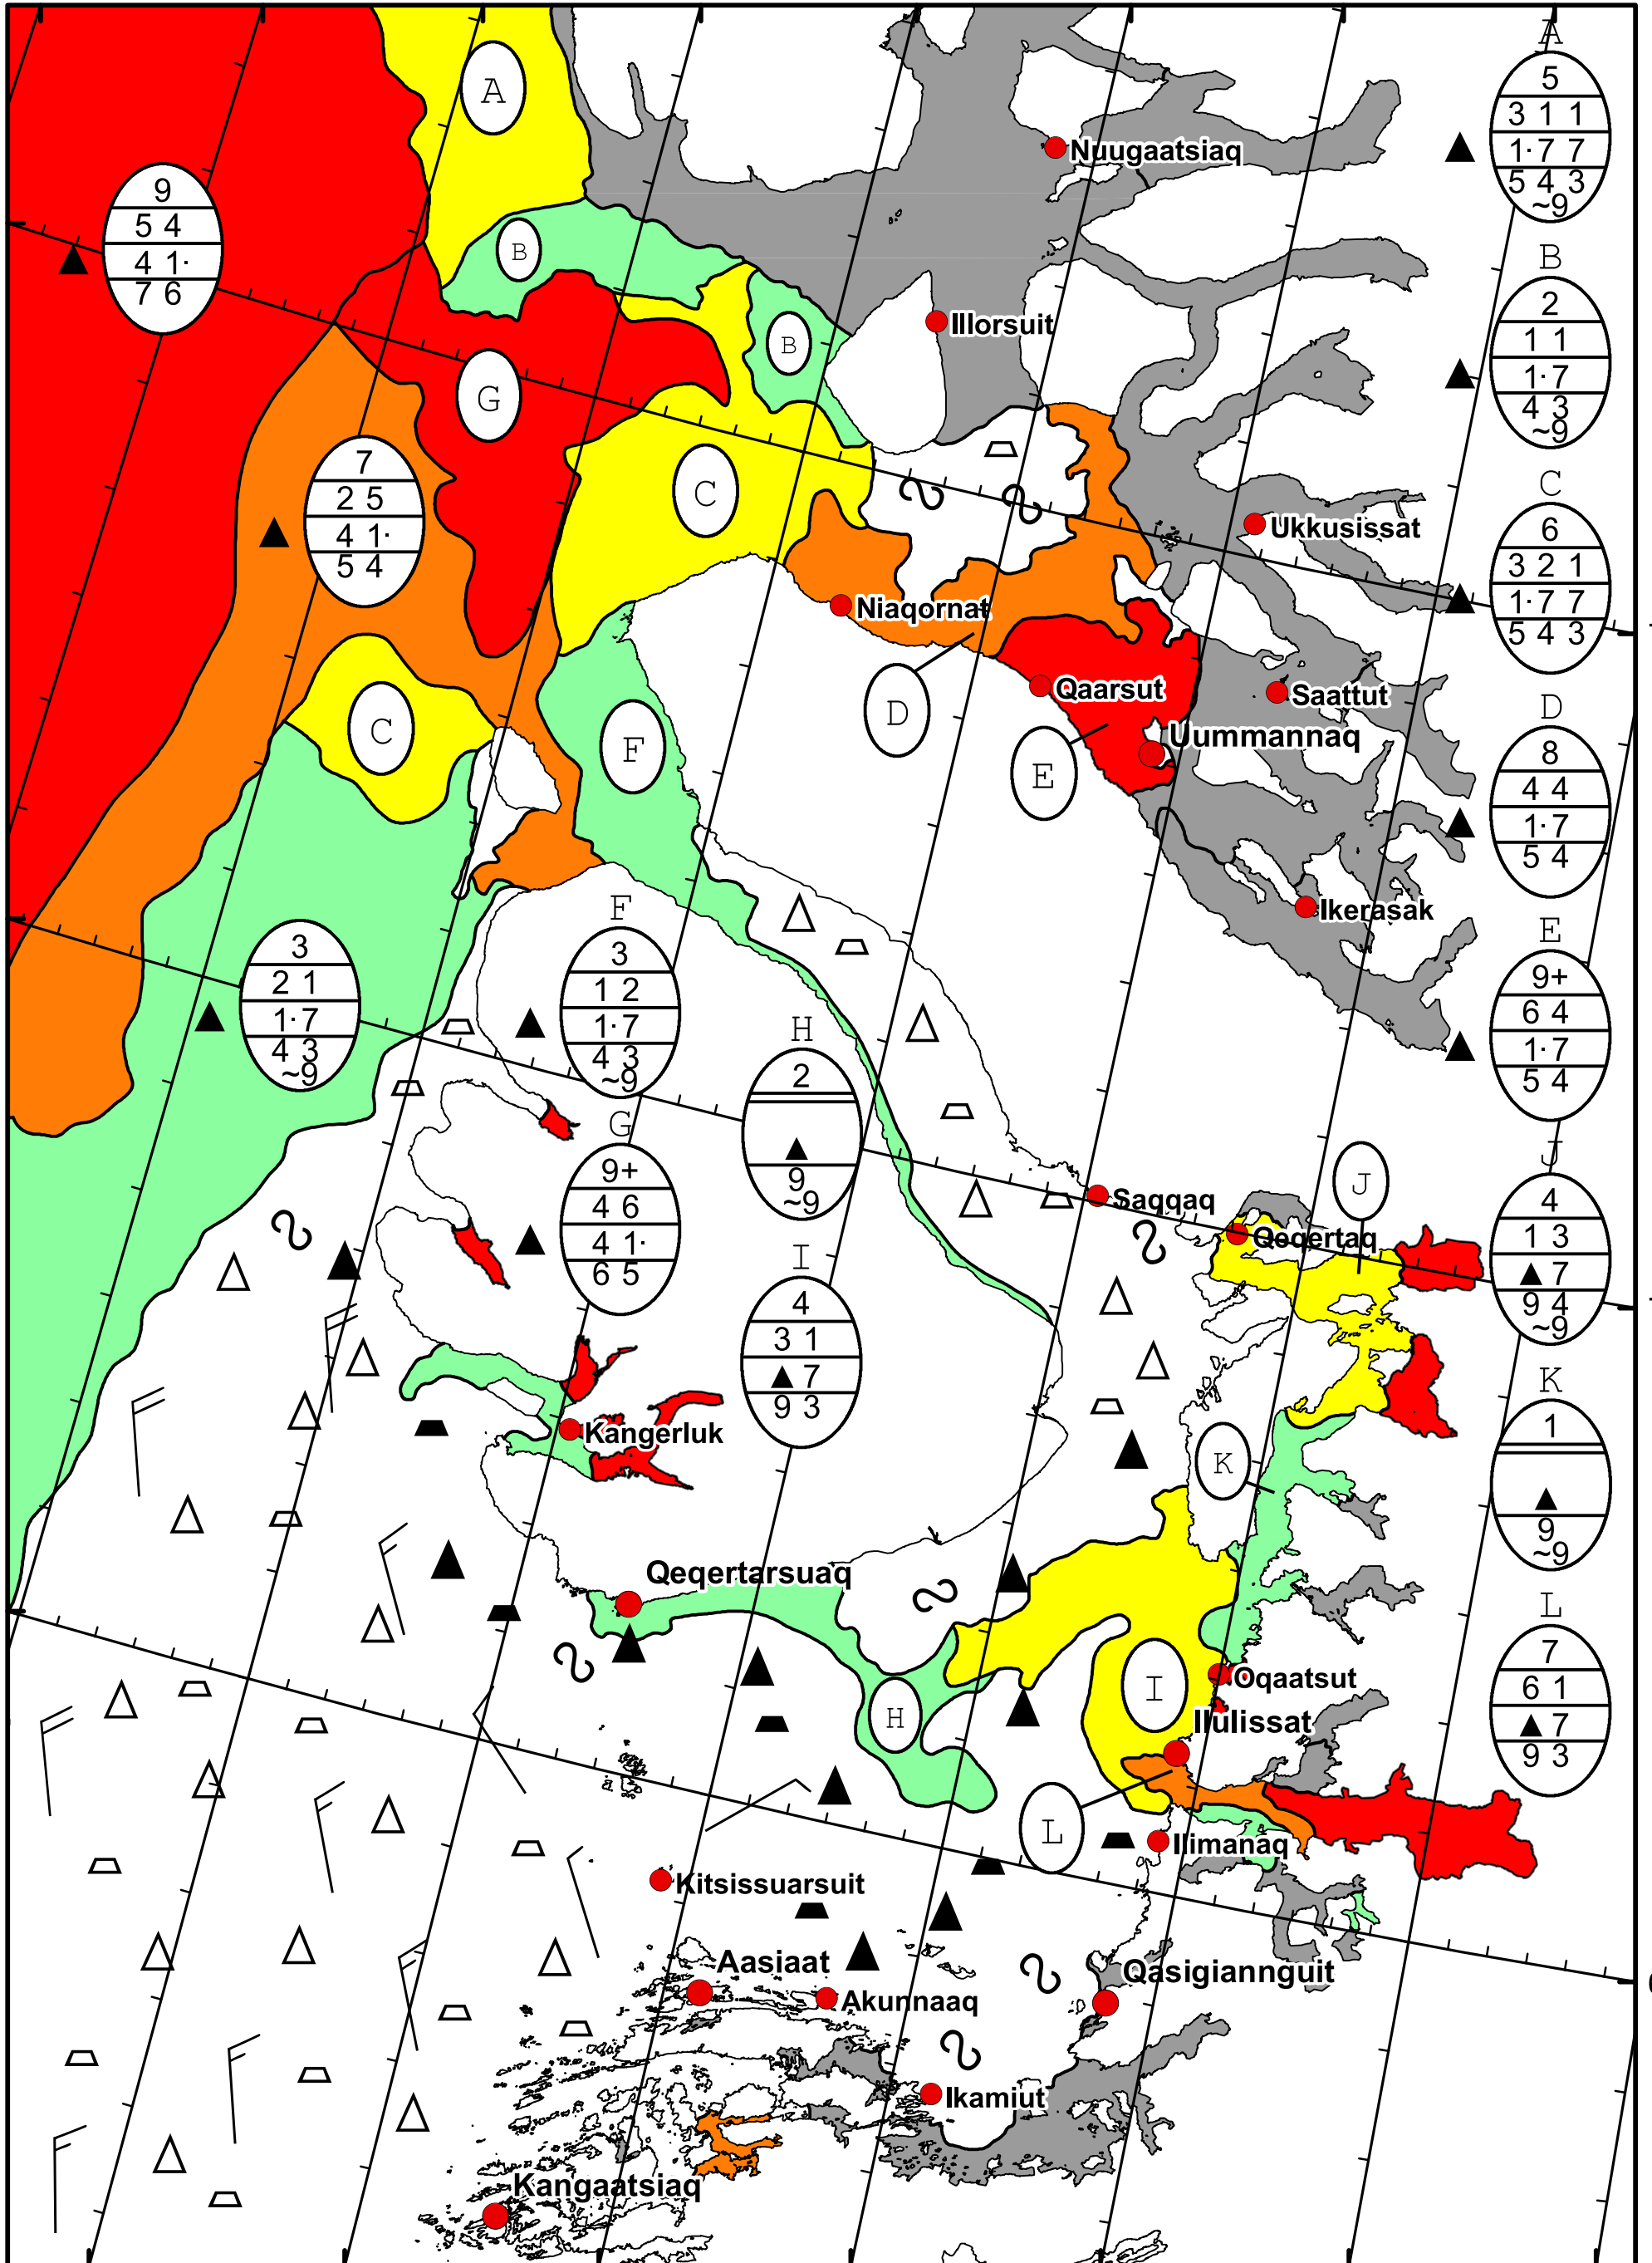 A
5
3 1 1
1·7 7
5 4 3
~9
A
Nuugaatsiaq
9
5 4
4 1·
7 6
B
B
2
1 1
1·7
4 3
~9
Illorsuit
B
G
7
2 5
4 1·
5 4
C
C
6
3 2 1
1·7 7
5 4 3
Ukkusissat
Niaqornat
Qaarsut
Saattut
D
D
8
4 4
1·7
5 4
C
F
Uummannaq
E
Ikerasak
E
9+
6 4
1·7
5 4
3
2 1
1·7
4 3
~9
F
3
1 2
1·7
4 3
~9
H
2
9
~9
G
9+
4 6
4 1·
6 5
Saqqaq
J
Qeqertaq
J
4
1 3
7
9 4
~9
I
4
3 1
7
9 3
Kangerluk
K
K
1
9
~9
Qeqertarsuaq
Oqaatsut
I
H
Ilulissat
L
7
6 1
7
9 3
L
Ilimanaq
Kitsissuarsuit
Aasiaat
Akunnaaq
Qasigiannguit
Ikamiut
Kangaatsiaq